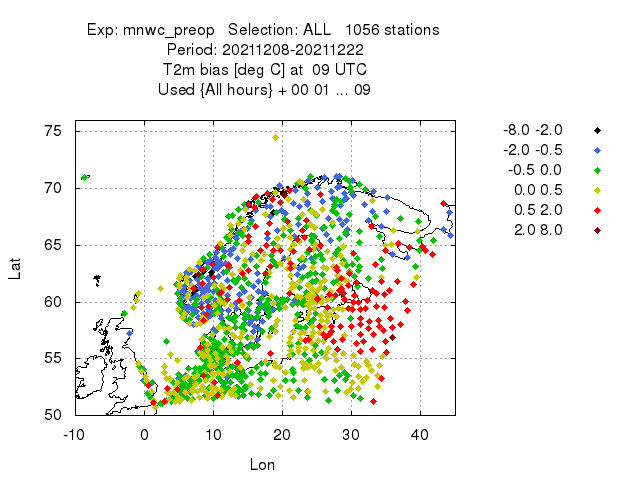 Exp: mnwc_preop   Selection: ALL   1056 stations
Period: 20211208-20211222
T2m bias [deg C] at  09 UTC
Used {All hours} + 00 01 ... 09
-8.0 -2.0
-2.0 -0.5
-0.5 0.0
0.0 0.5
0.5 2.0
2.0 8.0
75
70
65
60
55
50
Lat
-10 0 10 20 30 40
Lon